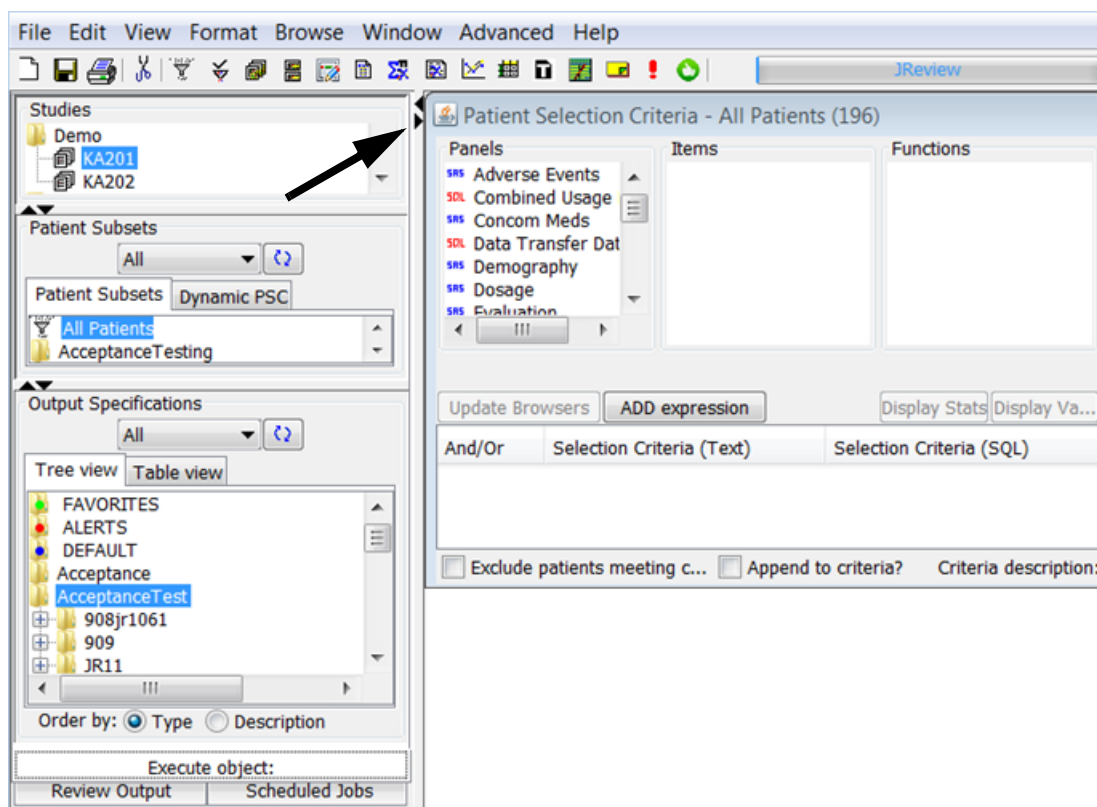 File Edit View Format Browse Window Advanced Help
JReview
Studies
Demo
KA201
KA202
Patient Subsets
All
Patient Subsets Dynamic PSC
All Patients
AcceptanceTesting
Output Specifications
All
Tree view Table view
FAVORITES
ALERTS
DEFAULT
Acceptance
AcceptanceTest
908jr1061
909
JR11
Order by: Type Description
Execute object:
Review Output Scheduled Jobs
Patient Selection Criteria - All Patients (196)
Panels Items Functions
SRS Adverse Events
SQL Combined Usage
SRS Concom Meds
SQL Data Transfer Dat
SRS Demography
SRS Dosage
SRS Evaluation
Update Browsers ADD expression Display Stats Display Va...
And/Or Selection Criteria (Text) Selection Criteria (SQL)
Exclude patients meeting c... Append to criteria? Criteria description: